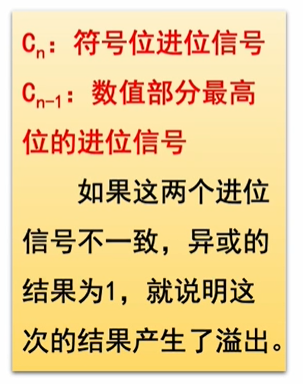 Cn：符号位进位信号
Cn-1：数值部分最高
位的进位信号
如果这两个进位
信号不一致，异或的
结果为1，就说明这
次的结果产生了溢出。